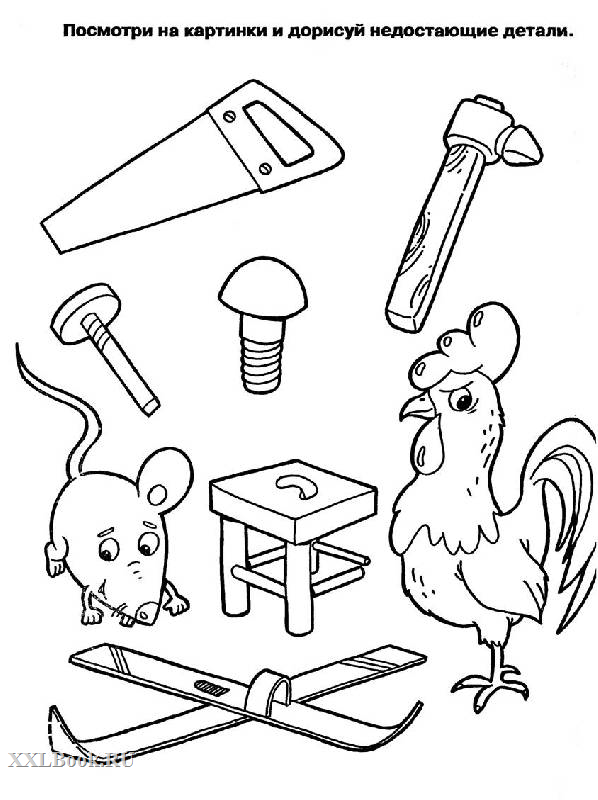 Посмотри на картинки и дорисуй недостающие детали.
XXLBook.RU